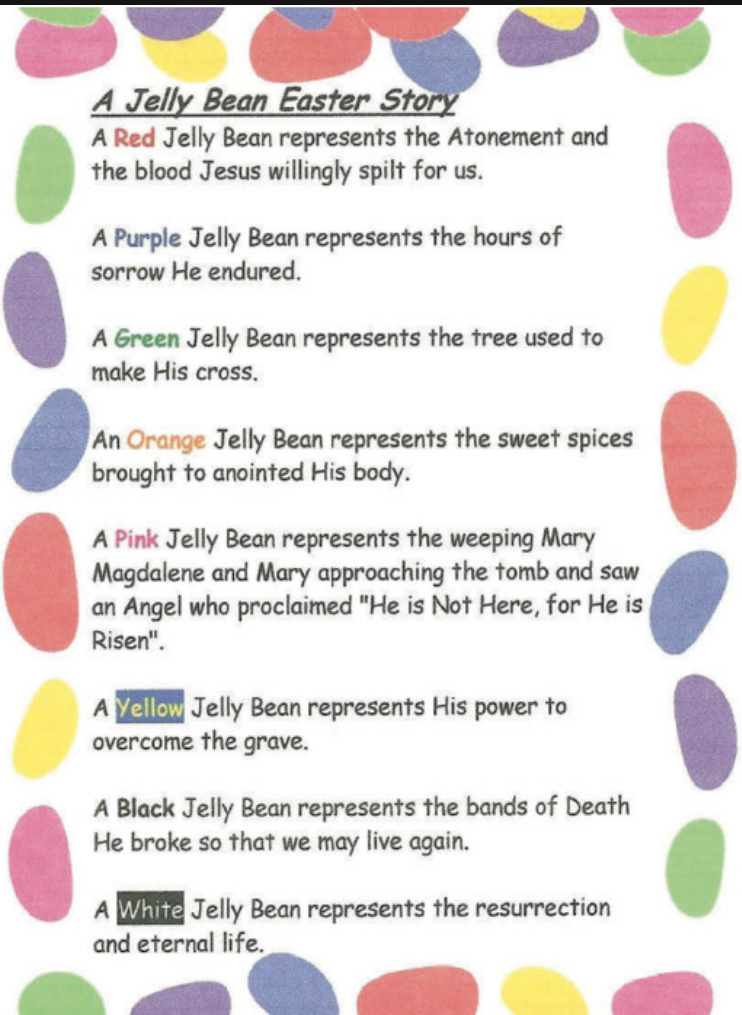 A Jelly Bean Easter Story
A Red Jelly Bean represents the Atonement and
the blood Jesus willingly spilt for us.
A Purple Jelly Bean represents the hours of
sorrow He endured.
A Green Jelly Bean represents the tree used to
make His cross.
An Orange Jelly Bean represents the sweet spices
brought to anointed His body.
A Pink Jelly Bean represents the weeping Mary
Magdalene and Mary approaching the tomb and saw
an Angel who proclaimed "He is Not Here, for He is
Risen".
A Yellow Jelly Bean represents His power to
overcome the grave.
A Black Jelly Bean represents the bands of Death
He broke so that we may live again.
A White Jelly Bean represents the resurrection
and eternal life.